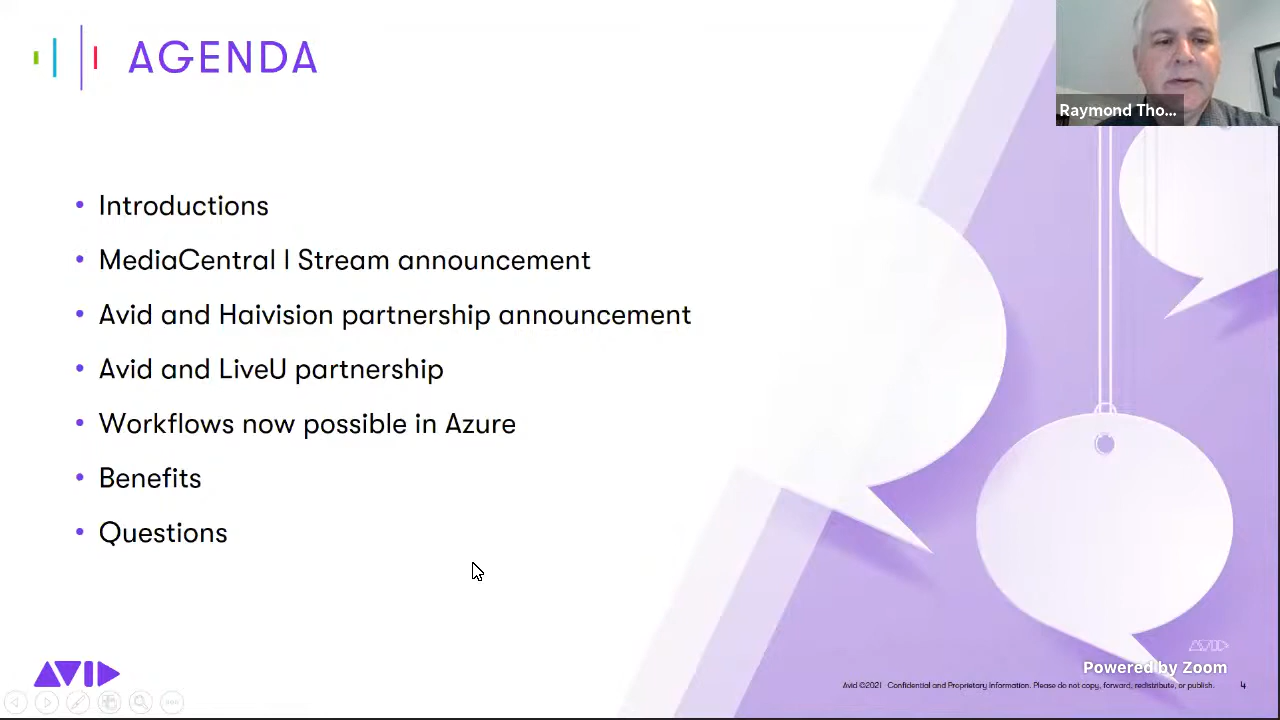 AGENDA
Raymond Tho...
• Introductions
• MediaCentral | Stream announcement
• Avid and Haivision partnership announcement
• Avid and LiveU partnership
• Workflows now possible in Azure
• Benefits
• Questions
AVID
AVID
Powered by Zoom
Avid ©2021 Confidential and Proprietary Information. Please do not copy, forward, redistribute, or publish. 4